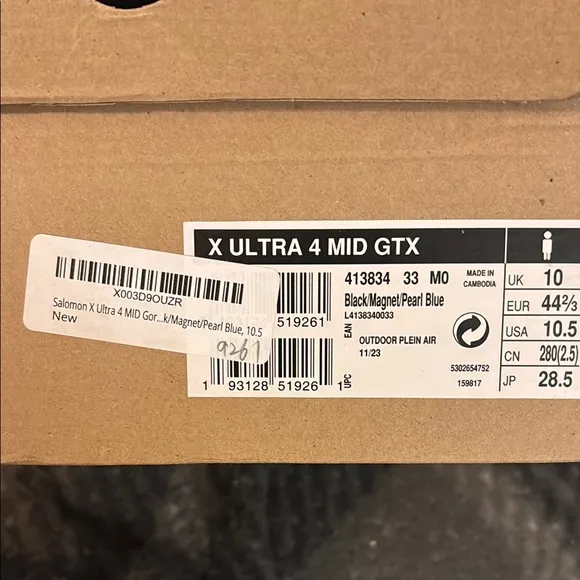 X ULTRA 4 MID GTX
413834 33 M0
MADE IN
CAMBODIA
Black/Magnet/Pearl Blue
L4138340033
519261
EAN
OUTDOOR PLEIN AIR
11/23
5302654752
159817
1 93128 51926 1
UPC
UK 10
EUR 44⅔
USA 10.5
CN 280(2.5)
JP 28.5
X003D9OUZR
Salomon X Ultra 4 MID Gor...k/Magnet/Pearl Blue, 10.5
New
9261